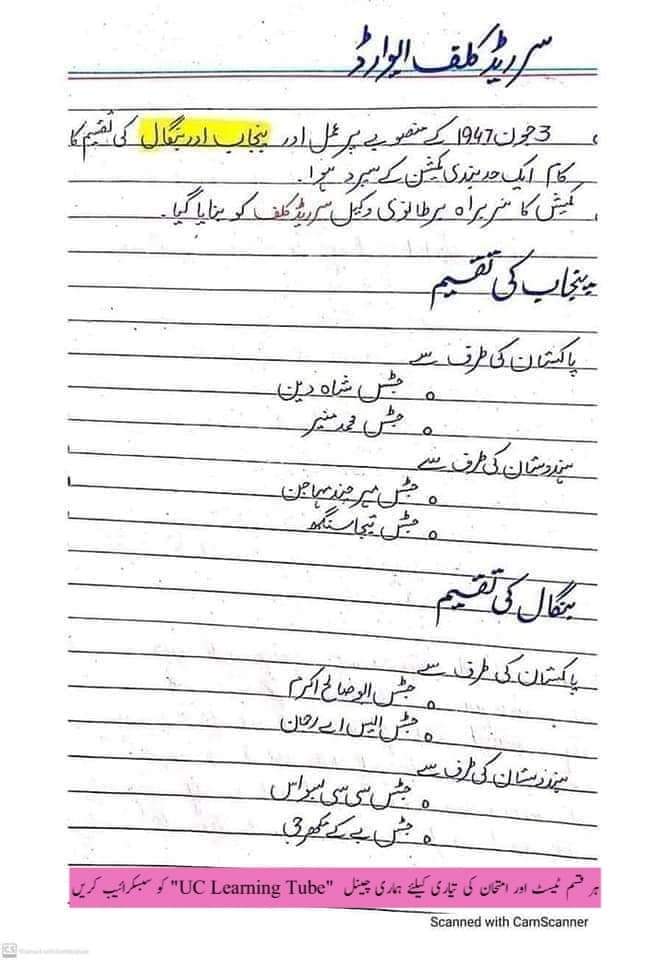 سر ریڈ کلف ایوارڈ
3 جون 1947 کے منصوبے پر عمل اور پنجاب اور بنگال کی تقسیم کا
کام ایک حد بندی کمیشن کے سپرد ہوا۔
کمیشن کا سربراہ برطانوی وکیل سر ریڈ کلف کو بنایا گیا۔
پنجاب کی تقسیم
پاکستان کی طرف سے
جسٹس شاہ دین
جسٹس محمد منیر
ہندوستان کی طرف سے
جسٹس مہر چند مہاجن
جسٹس تیجا سنگھ
بنگال کی تقسیم
پاکستان کی طرف سے
جسٹس ابو صالح اکرم
جسٹس ایس اے رحمان
ہندوستان کی طرف سے
جسٹس سی سی بسواس
جسٹس بی کے مکھرجی
ہر قسم ٹیسٹ اور امتحان کی تیاری کیلئے ہماری چینل "UC Learning Tube" کو سبسکرائیب کریں
Scanned with CamScanner
CS Scanned with CamScanner